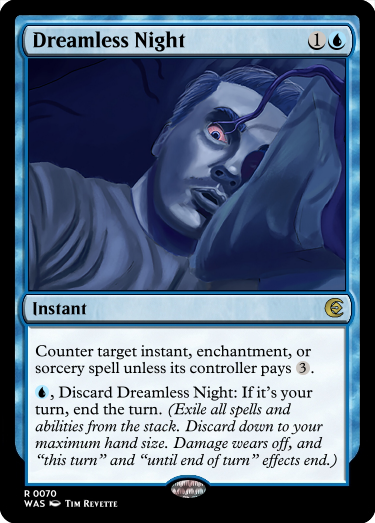 Dreamless Night 1
Instant
Counter target instant, enchantment, or
sorcery spell unless its controller pays 3.
, Discard Dreamless Night: If it's your
turn, end the turn. (Exile all spells and
abilities from the stack. Discard down to your
maximum hand size. Damage wears off, and
“this turn” and “until end of turn” effects end.)
R 0070
WAS Tim Revette